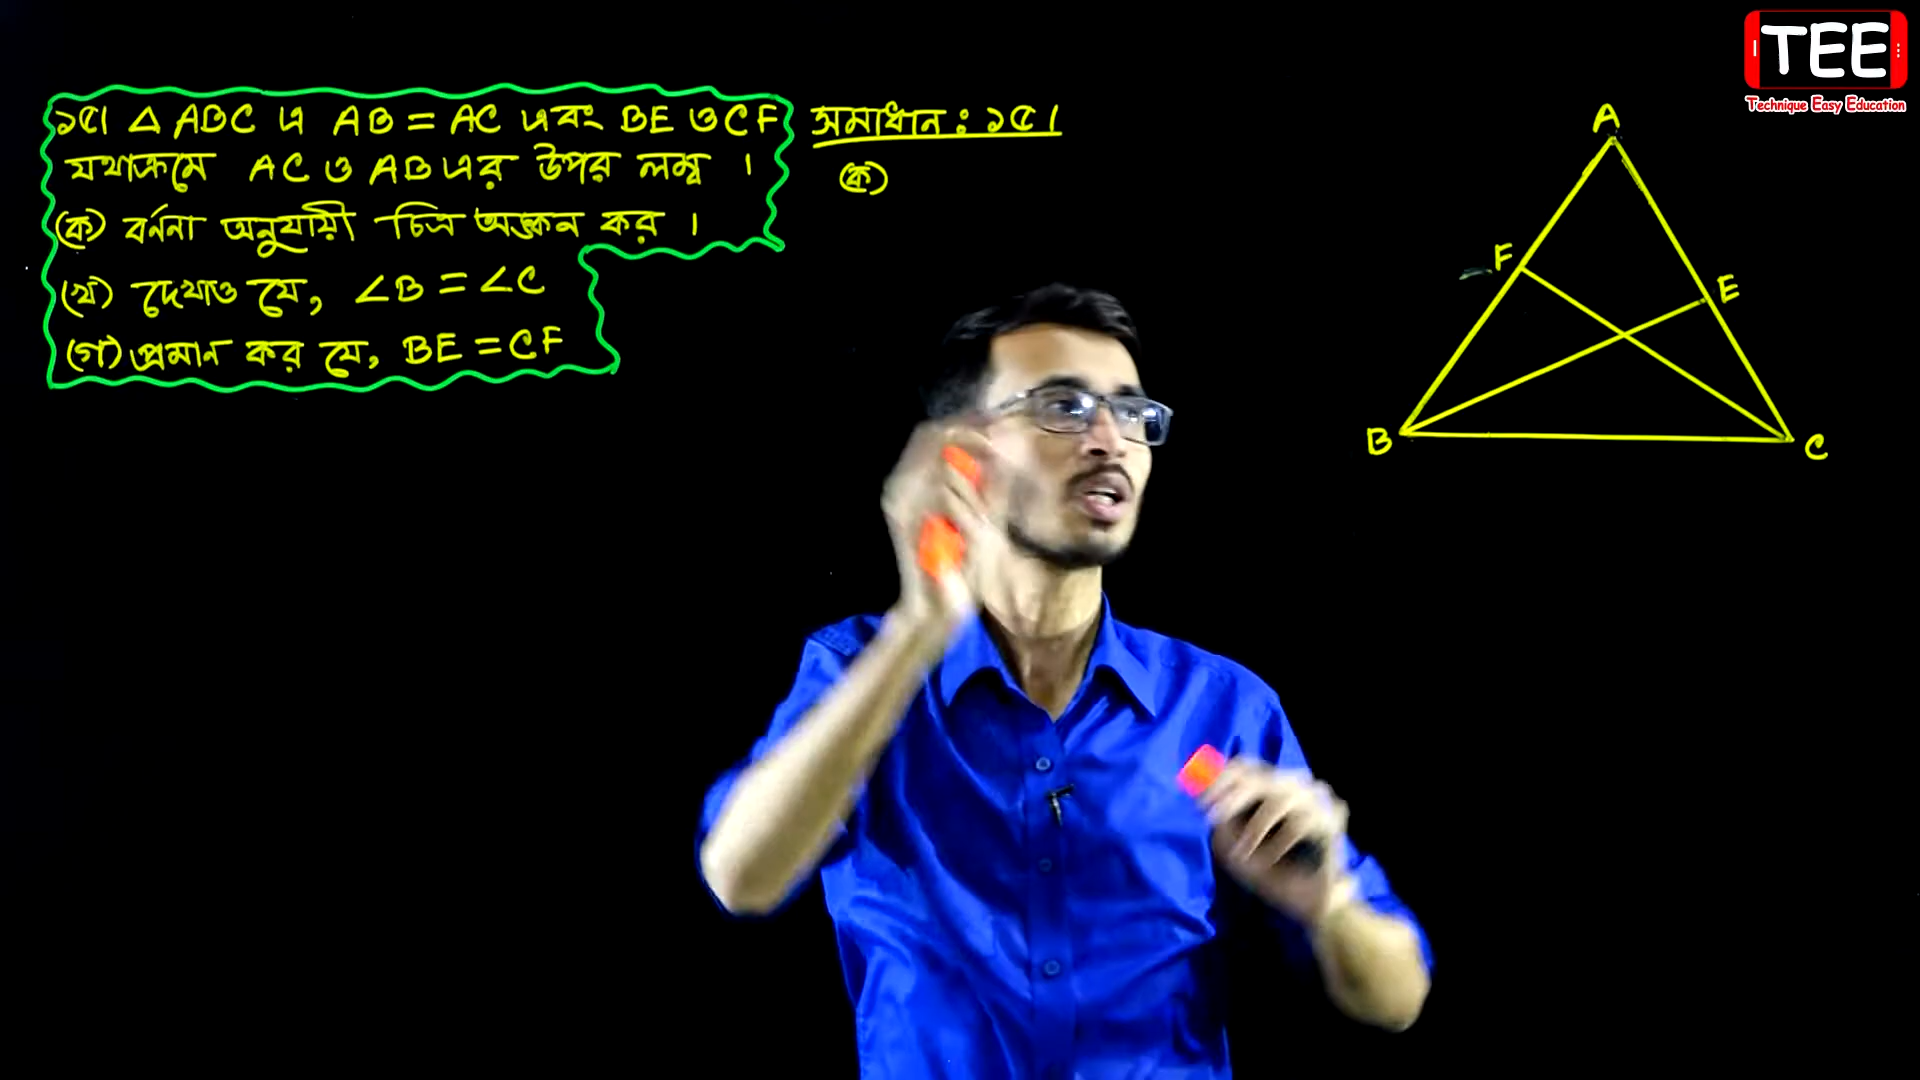 ১৫। △ ABC এ AB = AC এবং BE ও CF
যথাক্রমে AC ও AB এর উপর লম্ব ।
(ক) বর্ননা অনুযায়ী চিত্র অঙ্কন কর ।
(খ) দেখাও যে, ∠B = ∠C
(গ) প্রমান কর যে, BE = CF
সমাধান : ১৫।
(ক)
A
F
E
B
C
TEE
Technique Easy Education